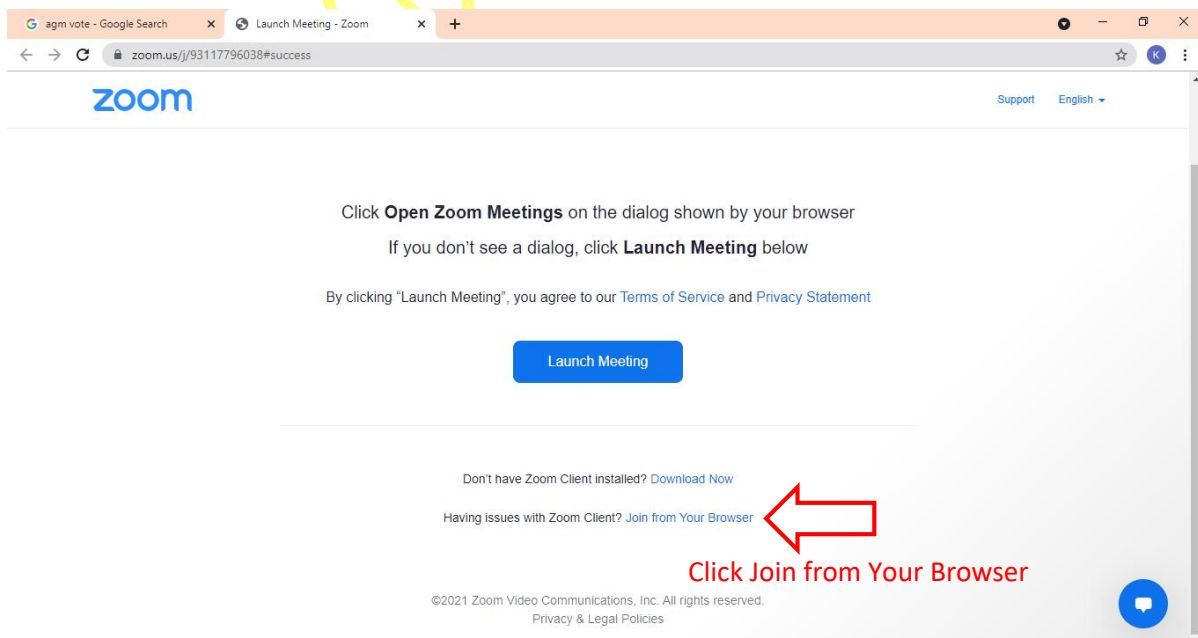 agm vote - Google Search
Launch Meeting - Zoom
zoom.us/j/93117796038#success
K
zoom
Support
English
Click Open Zoom Meetings on the dialog shown by your browser
If you don't see a dialog, click Launch Meeting below
By clicking “Launch Meeting”, you agree to our Terms of Service and Privacy Statement
Launch Meeting
Don't have Zoom Client installed? Download Now
Having issues with Zoom Client? Join from Your Browser
Click Join from Your Browser
©2021 Zoom Video Communications, Inc. All rights reserved.
Privacy & Legal Policies